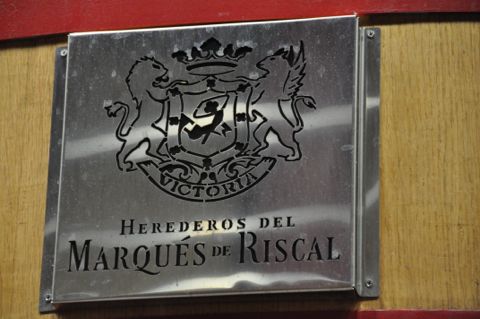 VICTORIA
HEREDEROS DEL
MARQUÉS DE RISCAL